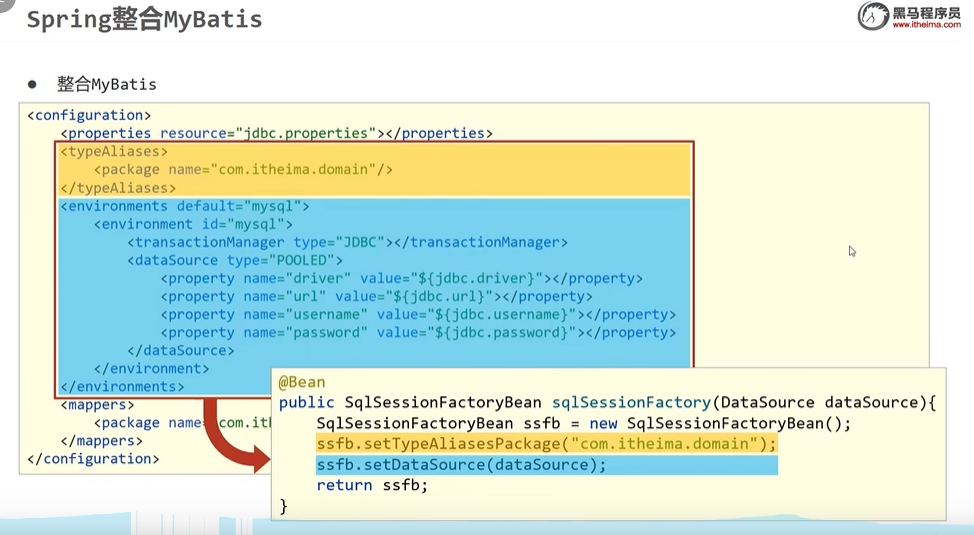 Spring整合MyBatis
黑马程序员
www.itheima.com
● 整合MyBatis
<configuration>
<properties resource="jdbc.properties"></properties>
<typeAliases>
<package name="com.itheima.domain"/>
</typeAliases>
<environments default="mysql">
<environment id="mysql">
<transactionManager type="JDBC"></transactionManager>
<dataSource type="POOLED">
<property name="driver" value="${jdbc.driver}"></property>
<property name="url" value="${jdbc.url}"></property>
<property name="username" value="${jdbc.username}"></property>
<property name="password" value="${jdbc.password}"></property>
</dataSource>
</environment>
</environments>
<mappers>
<package name=
</mappers>
</configuration>
@Bean
public SqlSessionFactoryBean sqlSessionFactory(DataSource dataSource){
SqlSessionFactoryBean ssfb = new SqlSessionFactoryBean();
ssfb.setTypeAliasesPackage("com.itheima.domain");
ssfb.setDataSource(dataSource);
return ssfb;
}